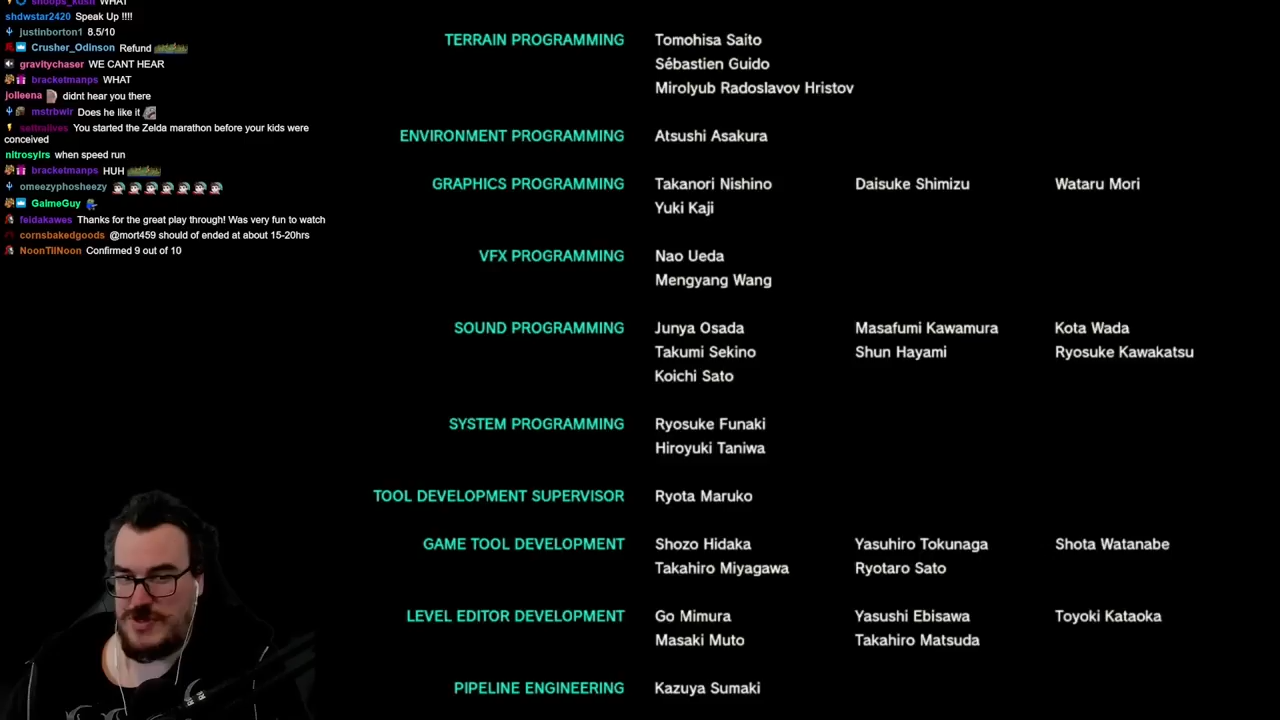 snoops_kush WHAT
shdwstar2420 Speak Up !!!!
justinborton1 8.5/10
Crusher_Odinson Refund
gravitychaser WE CANT HEAR
bracketmanps WHAT
jolleena didnt hear you there
mstrbwlr Does he like it
You started the Zelda marathon before your kids were
conceived
nitrosylrs when speed run
bracketmanps HUH
omeezyphosheezy
GaimeGuy
feidakawes Thanks for the great play through! Was very fun to watch
cornsbakedgoods @mort459 should of ended at about 15-20hrs
NoonTilNoon Confirmed 9 out of 10
TERRAIN PROGRAMMING Tomohisa Saito
Sébastien Guido
Mirolyub Radoslavov Hristov
ENVIRONMENT PROGRAMMING Atsushi Asakura
GRAPHICS PROGRAMMING Takanori Nishino Daisuke Shimizu Wataru Mori
Yuki Kaji
VFX PROGRAMMING Nao Ueda
Mengyang Wang
SOUND PROGRAMMING Junya Osada Masafumi Kawamura Kota Wada
Takumi Sekino Shun Hayami Ryosuke Kawakatsu
Koichi Sato
SYSTEM PROGRAMMING Ryosuke Funaki
Hiroyuki Taniwa
TOOL DEVELOPMENT SUPERVISOR Ryota Maruko
GAME TOOL DEVELOPMENT Shozo Hidaka Yasuhiro Tokunaga Shota Watanabe
Takahiro Miyagawa Ryotaro Sato
LEVEL EDITOR DEVELOPMENT Go Mimura Yasushi Ebisawa Toyoki Kataoka
Masaki Muto Takahiro Matsuda
PIPELINE ENGINEERING Kazuya Sumaki